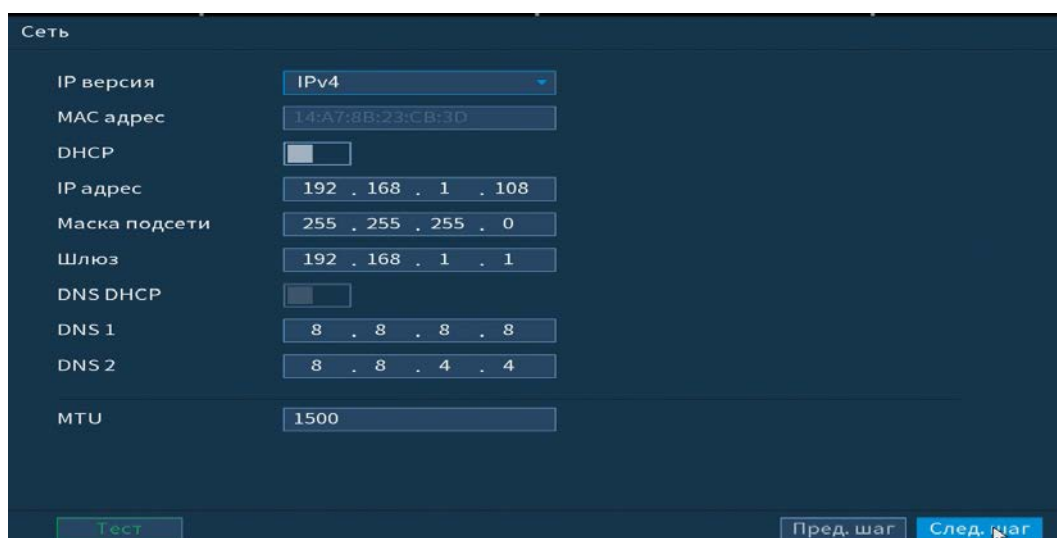 Сеть
IP версия IPv4
MAC адрес 14:A7:8B:23:CB:3D
DHCP
IP адрес 192 . 168 . 1 . 108
Маска подсети 255 . 255 . 255 . 0
Шлюз 192 . 168 . 1 . 1
DNS DHCP
DNS 1 8 . 8 . 8 . 8
DNS 2 8 . 8 . 4 . 4
MTU 1500
Тест Пред. шаг След. шаг